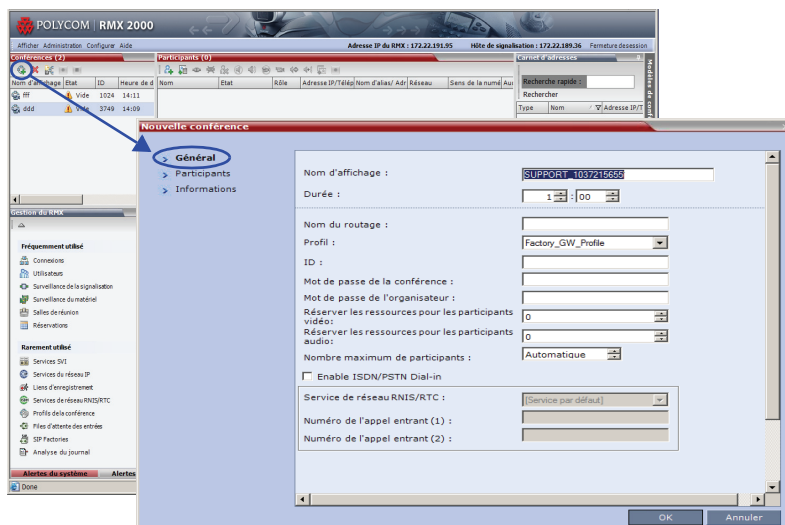 POLYCOM | RMX 2000
Afficher Administration Configurer Aide
Adresse IP du RMX : 172.22.191.95 Hôte de signalisation : 172.22.189.36 Fermeture de session
Conférences (2)
Participants (0)
Carnet d'adresses
Modèles de conf
Nom d'affichage Etat ID Heure de d
Nom Etat Rôle Adresse IP/Télép Nom d'alias/ Adr Réseau Sens de la numé Aud
fff Vide 1024 14:11
ddd Vide 3749 14:09
Recherche rapide :
Rechercher
Type Nom Adresse IP/T
Nouvelle conférence
Général
Participants
Informations
Nom d'affichage : SUPPORT_1037215655
Durée : 1 : 00
Nom du routage :
Profil : Factory_GW_Profile
ID :
Mot de passe de la conférence :
Mot de passe de l'organisateur :
Réserver les ressources pour les participants
vidéo: 0
Réserver les ressources pour les participants
audio: 0
Nombre maximum de participants : Automatique
Enable ISDN/PSTN Dial-in
Service de réseau RNIS/RTC : [Service par défaut]
Numéro de l'appel entrant (1) :
Numéro de l'appel entrant (2) :
OK Annuler
Gestion du RMX
Fréquemment utilisé
Connexions
Utilisateurs
Surveillance de la signalisation
Surveillance du matériel
Salles de réunion
Réservations
Rarement utilisé
Services SVI
Services du réseau IP
Liens d'enregistrement
Services de réseau RNIS/RTC
Profils de la conférence
Files d'attente des entrées
SIP Factories
Analyse du journal
Alertes du système Alertes
Done